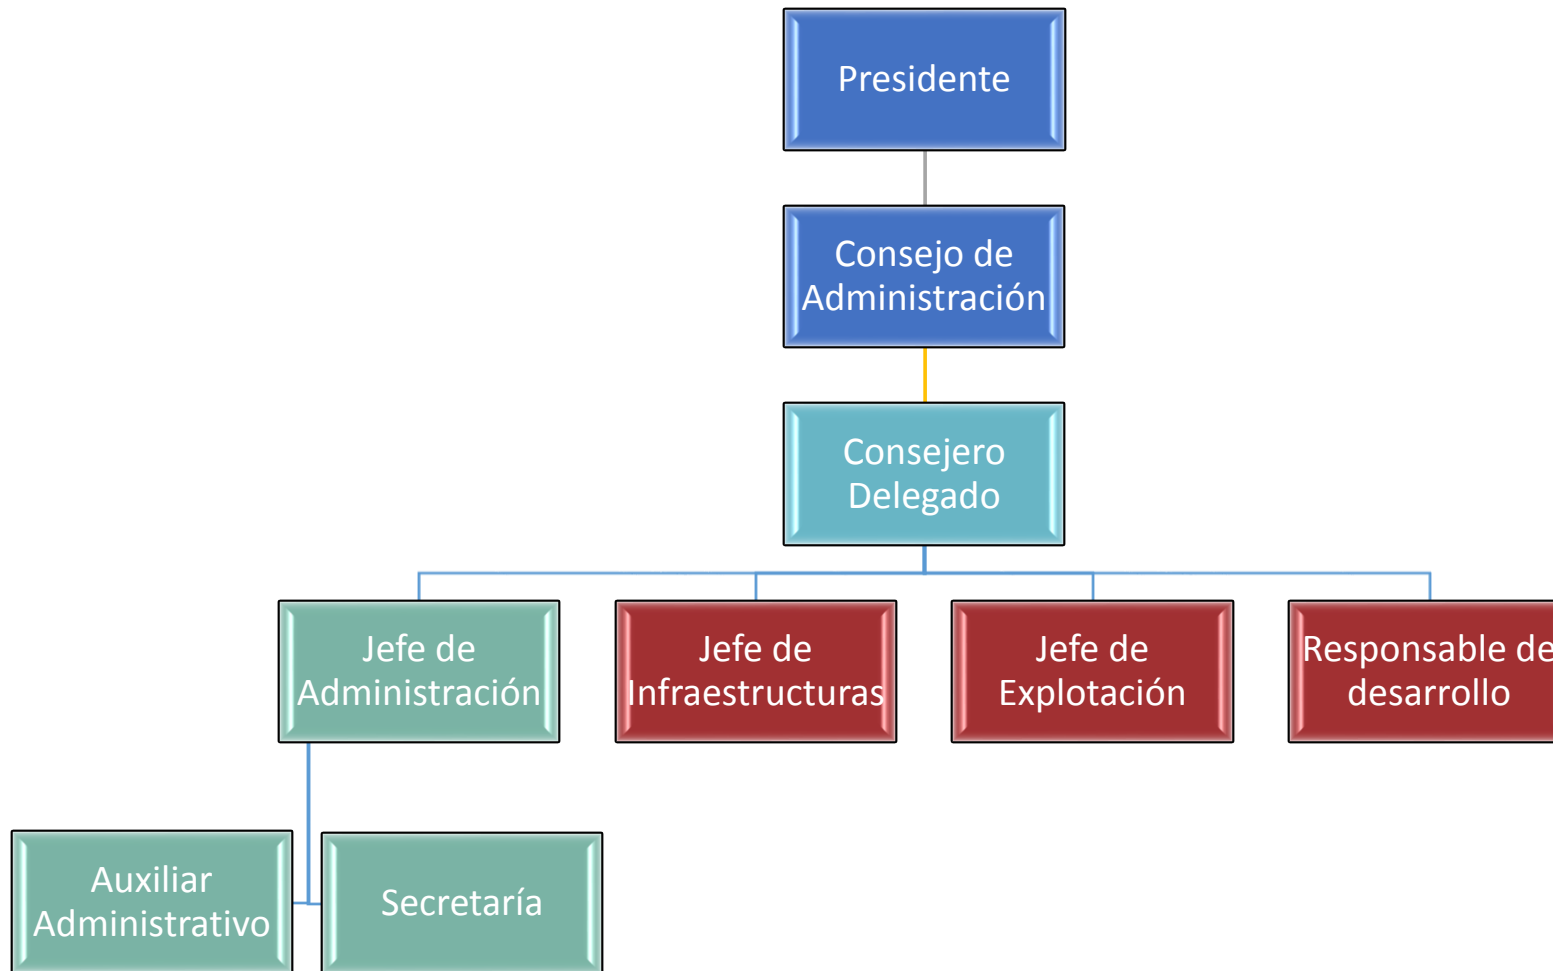 Presidente
Consejo de
Administración
Consejero
Delegado
Jefe de
Administración
Jefe de
Infraestructuras
Jefe de
Explotación
Responsable de
desarrollo
Auxiliar
Administrativo
Secretaría